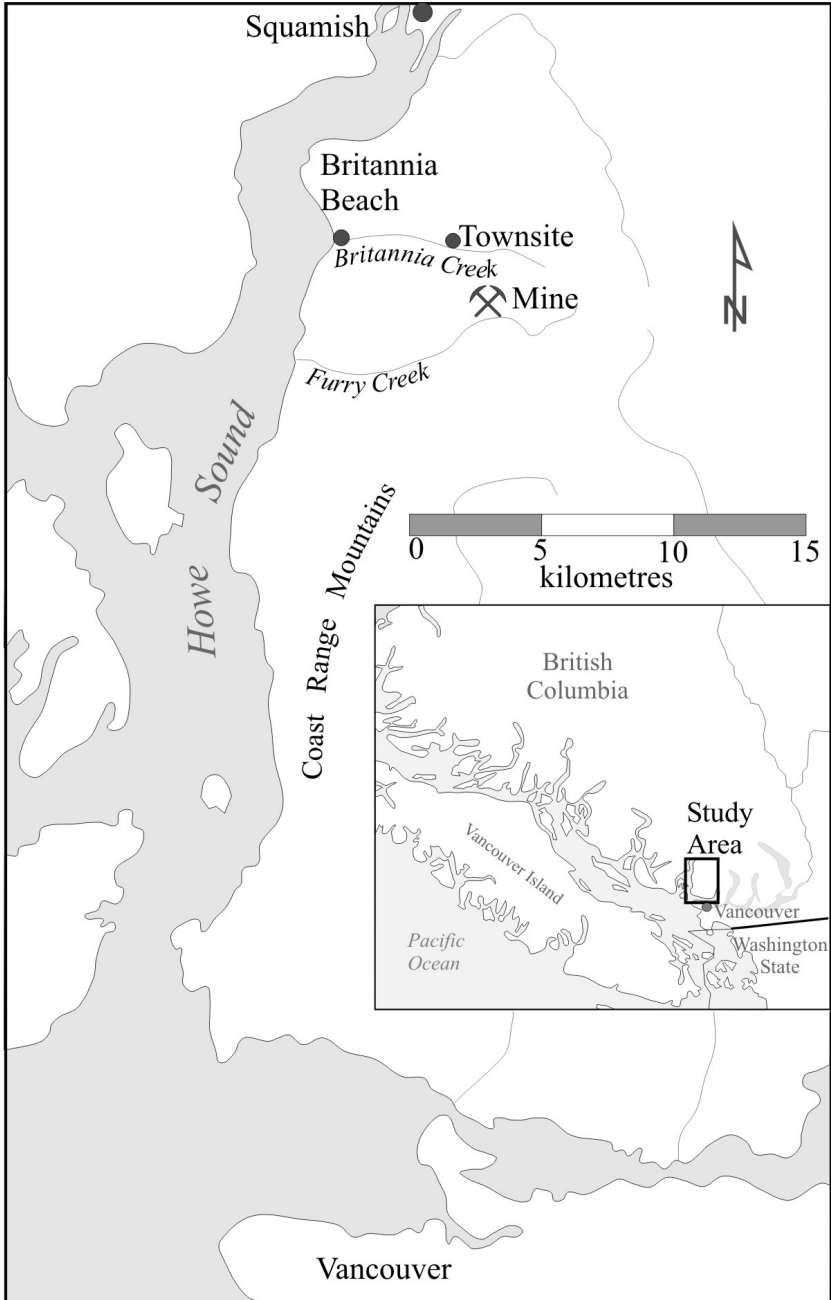 Squamish
Britannia
Beach
Townsite
Britannia Creek
Mine
N
Furry Creek
Howe Sound
Coast Range Mountains
0 5 10 15
kilometres
British
Columbia
Study
Area
Vancouver Island
Vancouver
Washington
State
Pacific
Ocean
Vancouver